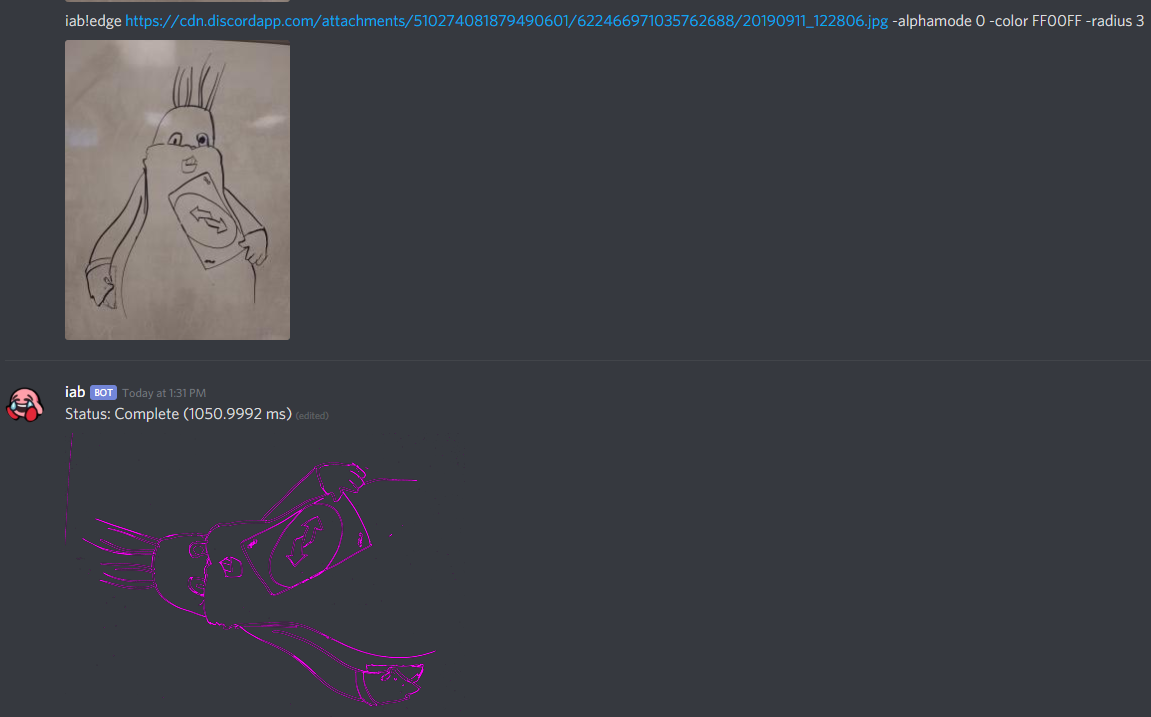 iab!edge https://cdn.discordapp.com/attachments/510274081879490601/622466971035762688/20190911_122806.jpg -alphamode 0 -color FF00FF -radius 3
iab BOT Today at 1:31 PM
Status: Complete (1050.9992 ms) (edited)